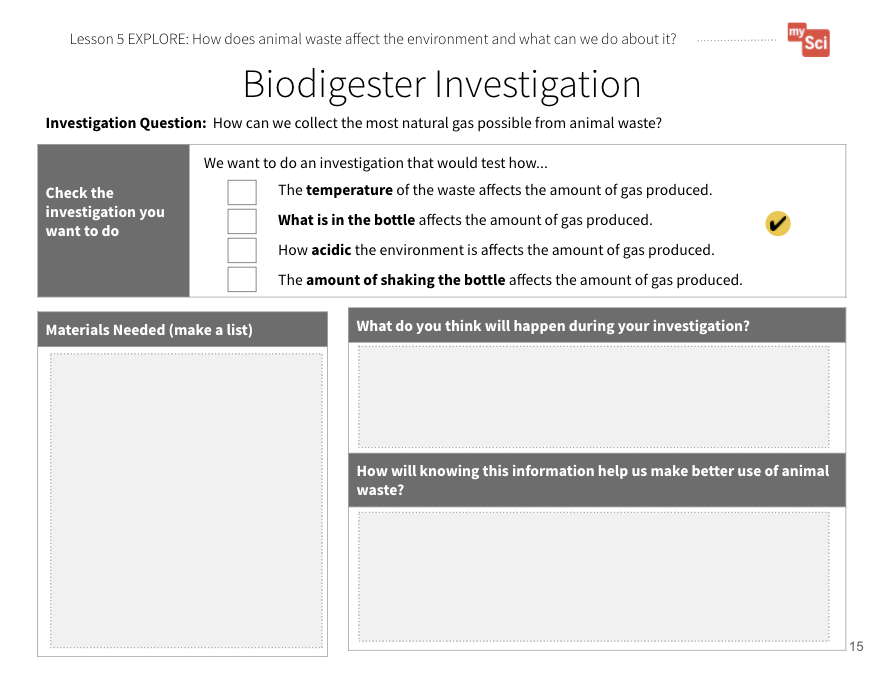 Lesson 5 EXPLORE: How does animal waste affect the environment and what can we do about it?
my
Sci
Biodigester Investigation
Investigation Question: How can we collect the most natural gas possible from animal waste?
Check the
investigation you
want to do
We want to do an investigation that would test how...
The temperature of the waste affects the amount of gas produced.
What is in the bottle affects the amount of gas produced.
How acidic the environment is affects the amount of gas produced.
The amount of shaking the bottle affects the amount of gas produced.
Materials Needed (make a list)
What do you think will happen during your investigation?
How will knowing this information help us make better use of animal
waste?
15